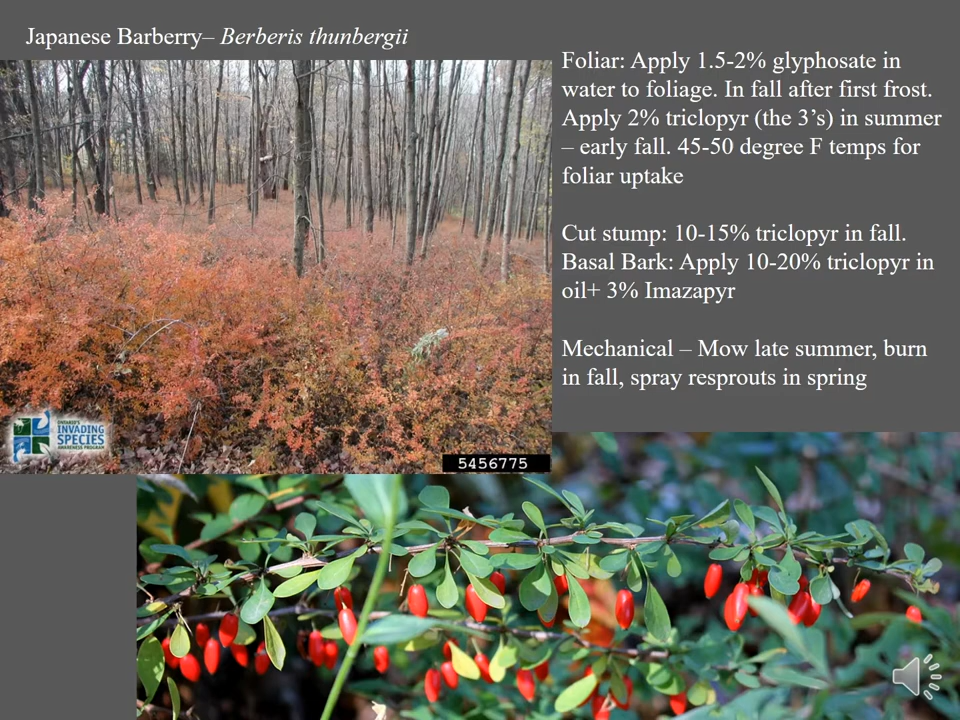 Japanese Barberry– Berberis thunbergii
Foliar: Apply 1.5-2% glyphosate in
water to foliage. In fall after first frost.
Apply 2% triclopyr (the 3’s) in summer
– early fall. 45-50 degree F temps for
foliar uptake
Cut stump: 10-15% triclopyr in fall.
Basal Bark: Apply 10-20% triclopyr in
oil+ 3% Imazapyr
Mechanical – Mow late summer, burn
in fall, spray resprouts in spring
ONTARIO'S
INVADING
SPECIES
AWARENESS PROGRAM
5456775